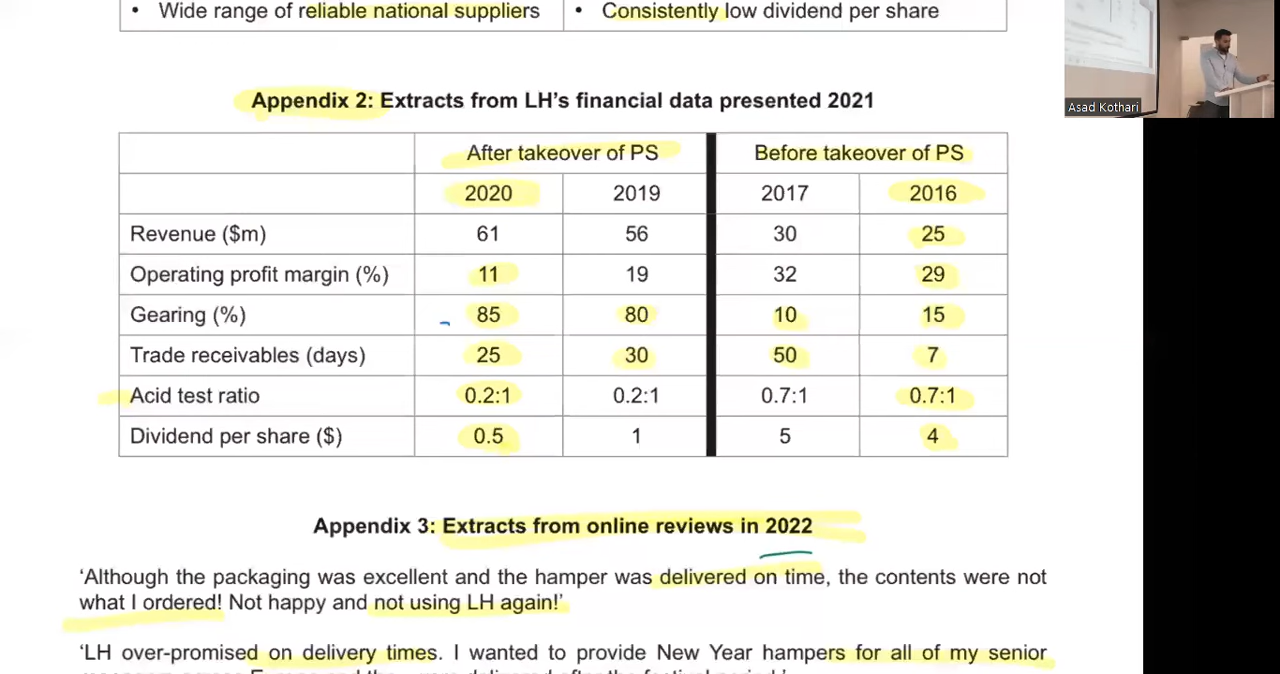 • Wide range of reliable national suppliers • Consistently low dividend per share
Appendix 2: Extracts from LH's financial data presented 2021
After takeover of PS Before takeover of PS
2020 2019 2017 2016
Revenue ($m) 61 56 30 25
Operating profit margin (%) 11 19 32 29
Gearing (%) 85 80 10 15
Trade receivables (days) 25 30 50 7
Acid test ratio 0.2:1 0.2:1 0.7:1 0.7:1
Dividend per share ($) 0.5 1 5 4
Appendix 3: Extracts from online reviews in 2022
'Although the packaging was excellent and the hamper was delivered on time, the contents were not
what I ordered! Not happy and not using LH again!'
'LH over-promised on delivery times. I wanted to provide New Year hampers for all of my senior
Asad Kothari